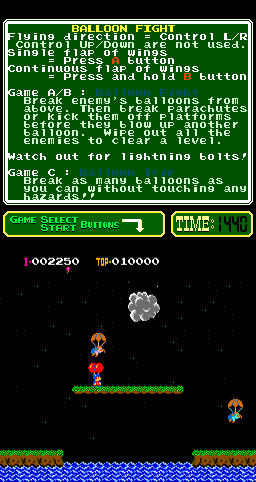 BALLOON FIGHT
Flying direction = Control L/R
Control Up/Down are not used.
Single flap of wings
= Press A button
Continuous flap of wings
= Press and hold B button
Game A/B : Balloon Fight
Break enemy's balloons from
above. Then break parachutes
or kick them off platforms
before they blow up another
balloon. Wipe out all the
enemies to clear a level.
Watch out for lightning bolts!
Game C : Balloon Trip
Break as many balloons as
you can without touching any
hazards!!
GAME SELECT
START BUTTONS
TIME: 1440
I-002250 TOP-010000